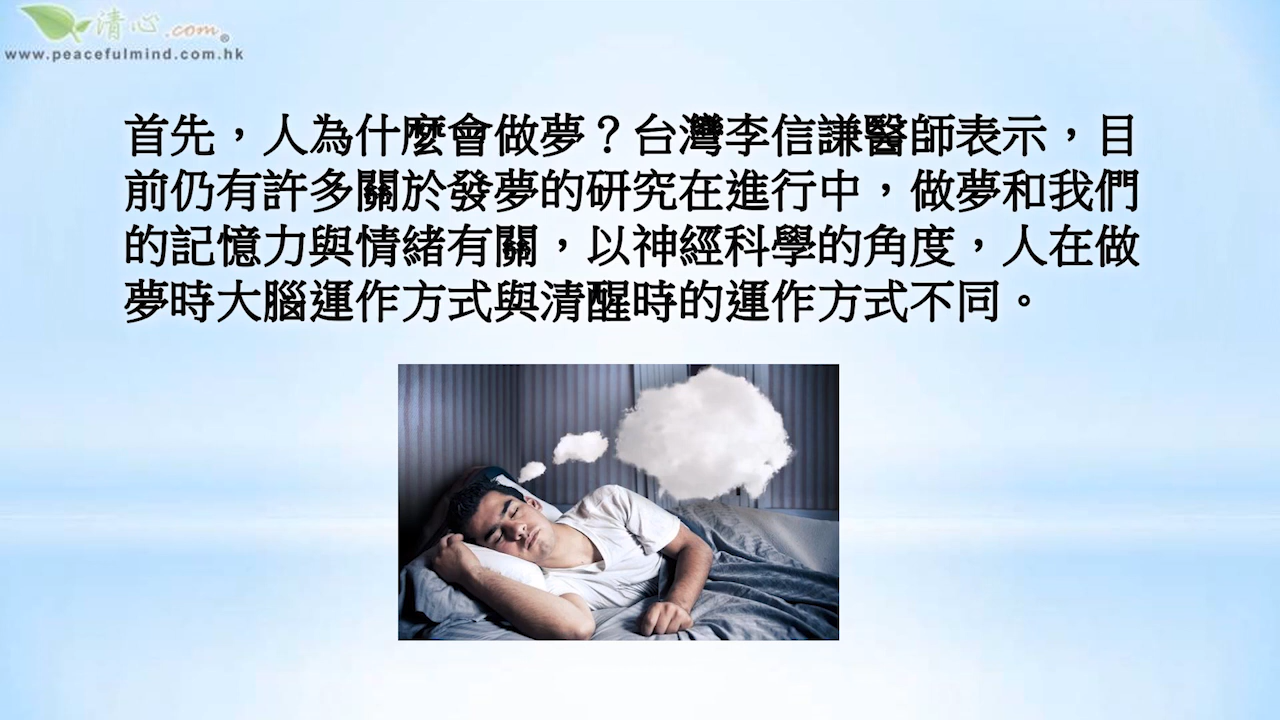 清心.com®
www.peacefulmind.com.hk
首先，人為什麼會做夢？台灣李信謙醫師表示，目
前仍有許多關於發夢的研究在進行中，做夢和我們
的記憶力與情緒有關，以神經科學的角度，人在做
夢時大腦運作方式與清醒時的運作方式不同。